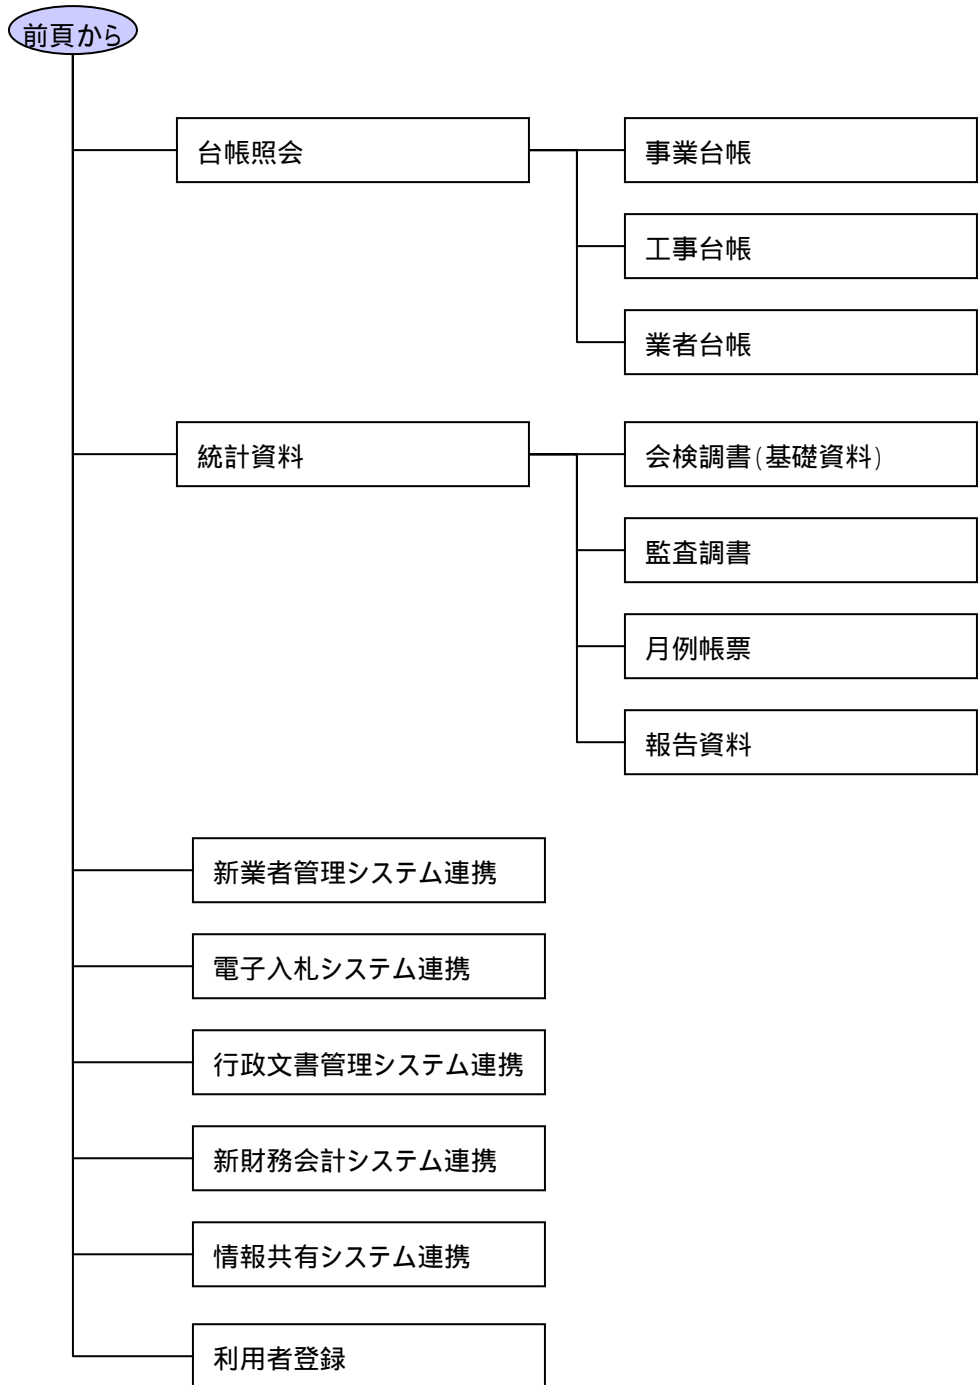 前頁から
台帳照会
事業台帳
工事台帳
業者台帳
統計資料
会検調書(基礎資料)
監査調書
月例帳票
報告資料
新業者管理システム連携
電子入札システム連携
行政文書管理システム連携
新財務会計システム連携
情報共有システム連携
利用者登録